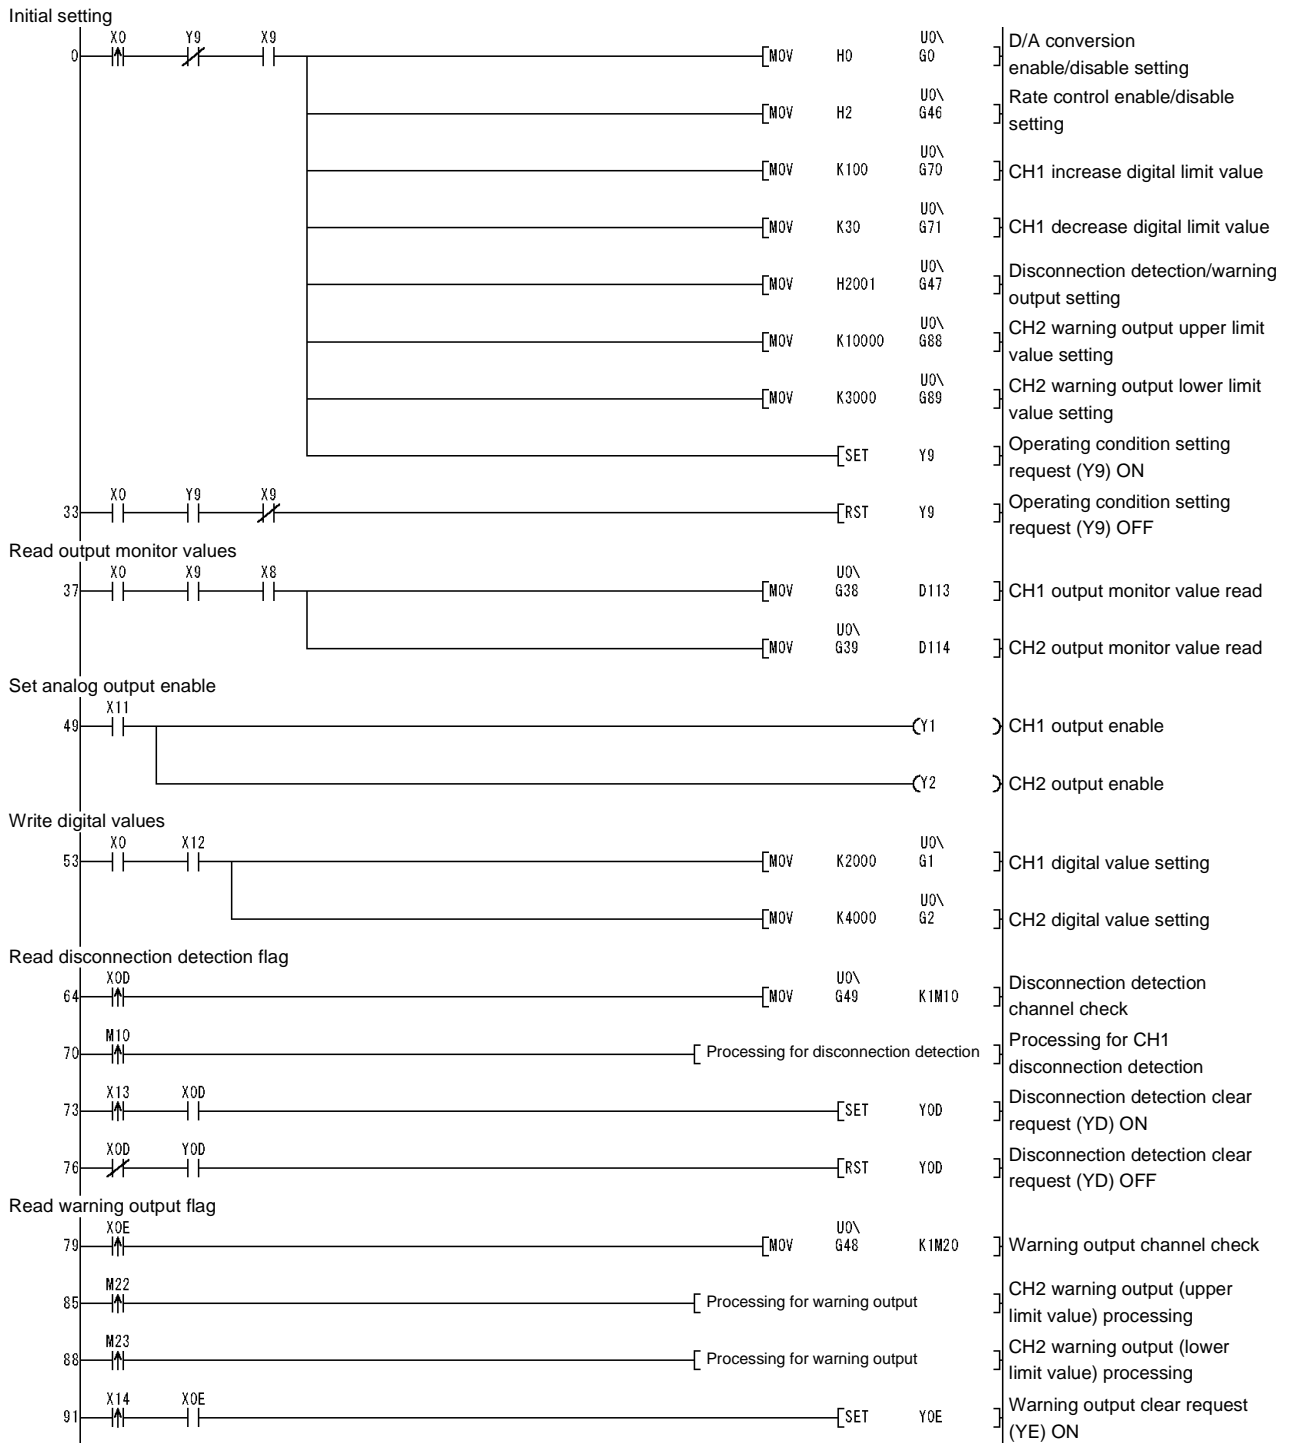 Initial setting
X0 Y9 X9 U0\ D/A conversion
0 MOV H0 G0 enable/disable setting
U0\ Rate control enable/disable
MOV H2 G46 setting
U0\
MOV K100 G70 CH1 increase digital limit value
U0\
MOV K30 G71 CH1 decrease digital limit value
U0\ Disconnection detection/warning
MOV H2001 G47 output setting
U0\ CH2 warning output upper limit
MOV K10000 G88 value setting
U0\ CH2 warning output lower limit
MOV K3000 G89 value setting
Operating condition setting
SET Y9 request (Y9) ON
X0 Y9 X9 Operating condition setting
33 RST Y9 request (Y9) OFF
Read output monitor values
X0 X9 X8 U0\
37 MOV G38 D113 CH1 output monitor value read
U0\
MOV G39 D114 CH2 output monitor value read
Set analog output enable
X11
49 Y1 CH1 output enable
Y2 CH2 output enable
Write digital values
X0 X12 U0\
53 MOV K2000 G1 CH1 digital value setting
U0\
MOV K4000 G2 CH2 digital value setting
Read disconnection detection flag
X0D U0\ Disconnection detection
64 MOV G49 K1M10 channel check
M10 Processing for CH1
70 Processing for disconnection detection disconnection detection
X13 X0D Disconnection detection clear
73 SET Y0D request (YD) ON
X0D Y0D Disconnection detection clear
76 RST Y0D request (YD) OFF
Read warning output flag
X0E U0\
79 MOV G48 K1M20 Warning output channel check
M22 CH2 warning output (upper
85 Processing for warning output limit value) processing
M23 CH2 warning output (lower
88 Processing for warning output limit value) processing
X14 X0E Warning output clear request
91 SET Y0E (YE) ON